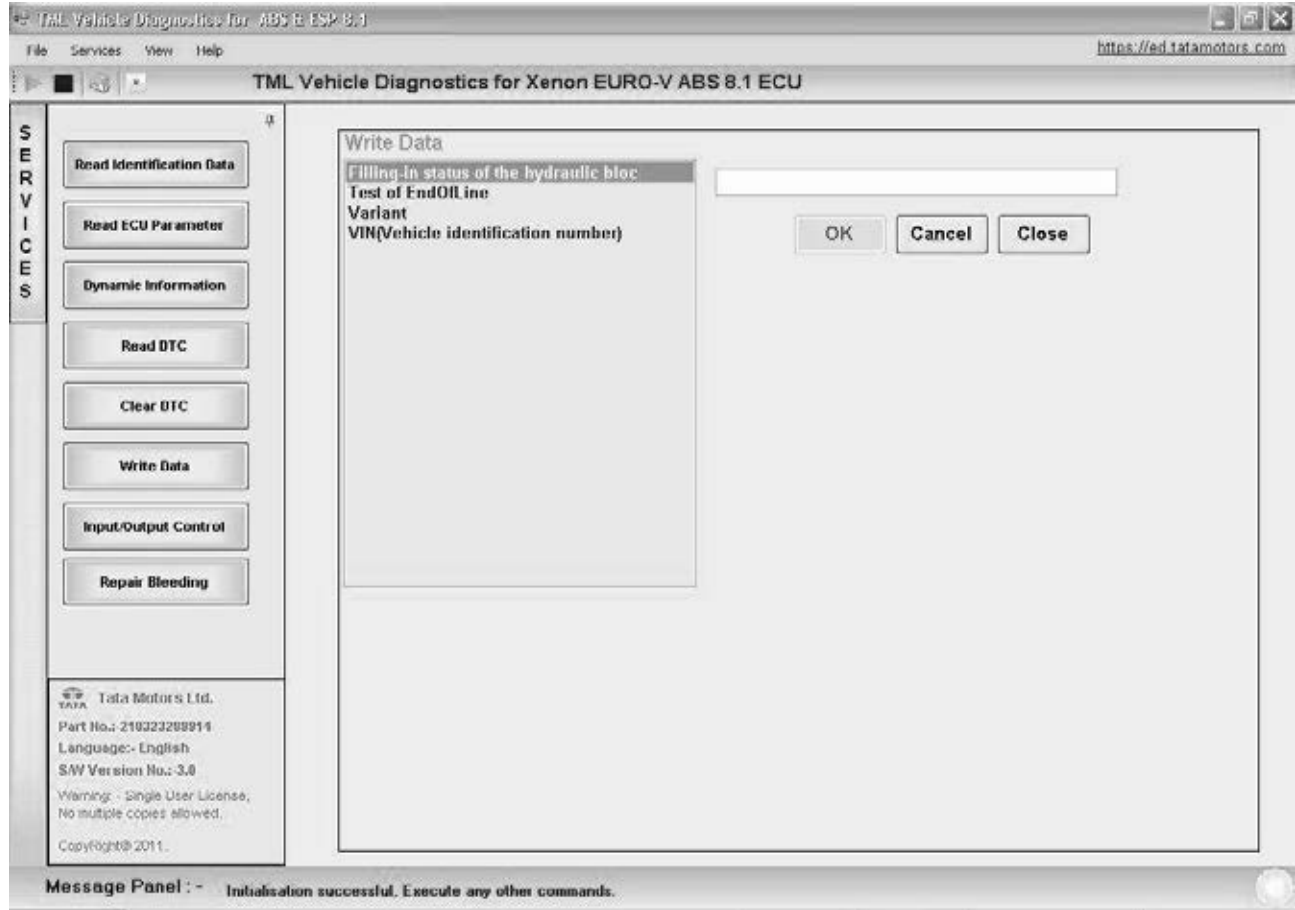 TML Vehicle Diagnostics for ABS & ESP 8.1
File Services View Help
https://ed.tatamotors.com
TML Vehicle Diagnostics for Xenon EURO-V ABS 8.1 ECU
SERVICES
Read Identification Data
Read ECU Parameter
Dynamic Information
Read DTC
Clear DTC
Write Data
Input/Output Control
Repair Bleeding
Write Data
Filling-in status of the hydraulic bloc
Test of EndOfLine
Variant
VIN(Vehicle identification number)
OK Cancel Close
TATA Tata Motors Ltd.
Part No.:-
Language:- English
S/W Version No.:-3.0
Warning: - Single User License,
No multiple copies allowed.
CopyRight@ 2011.
Message Panel : - Initialisation successful, Execute any other commands.